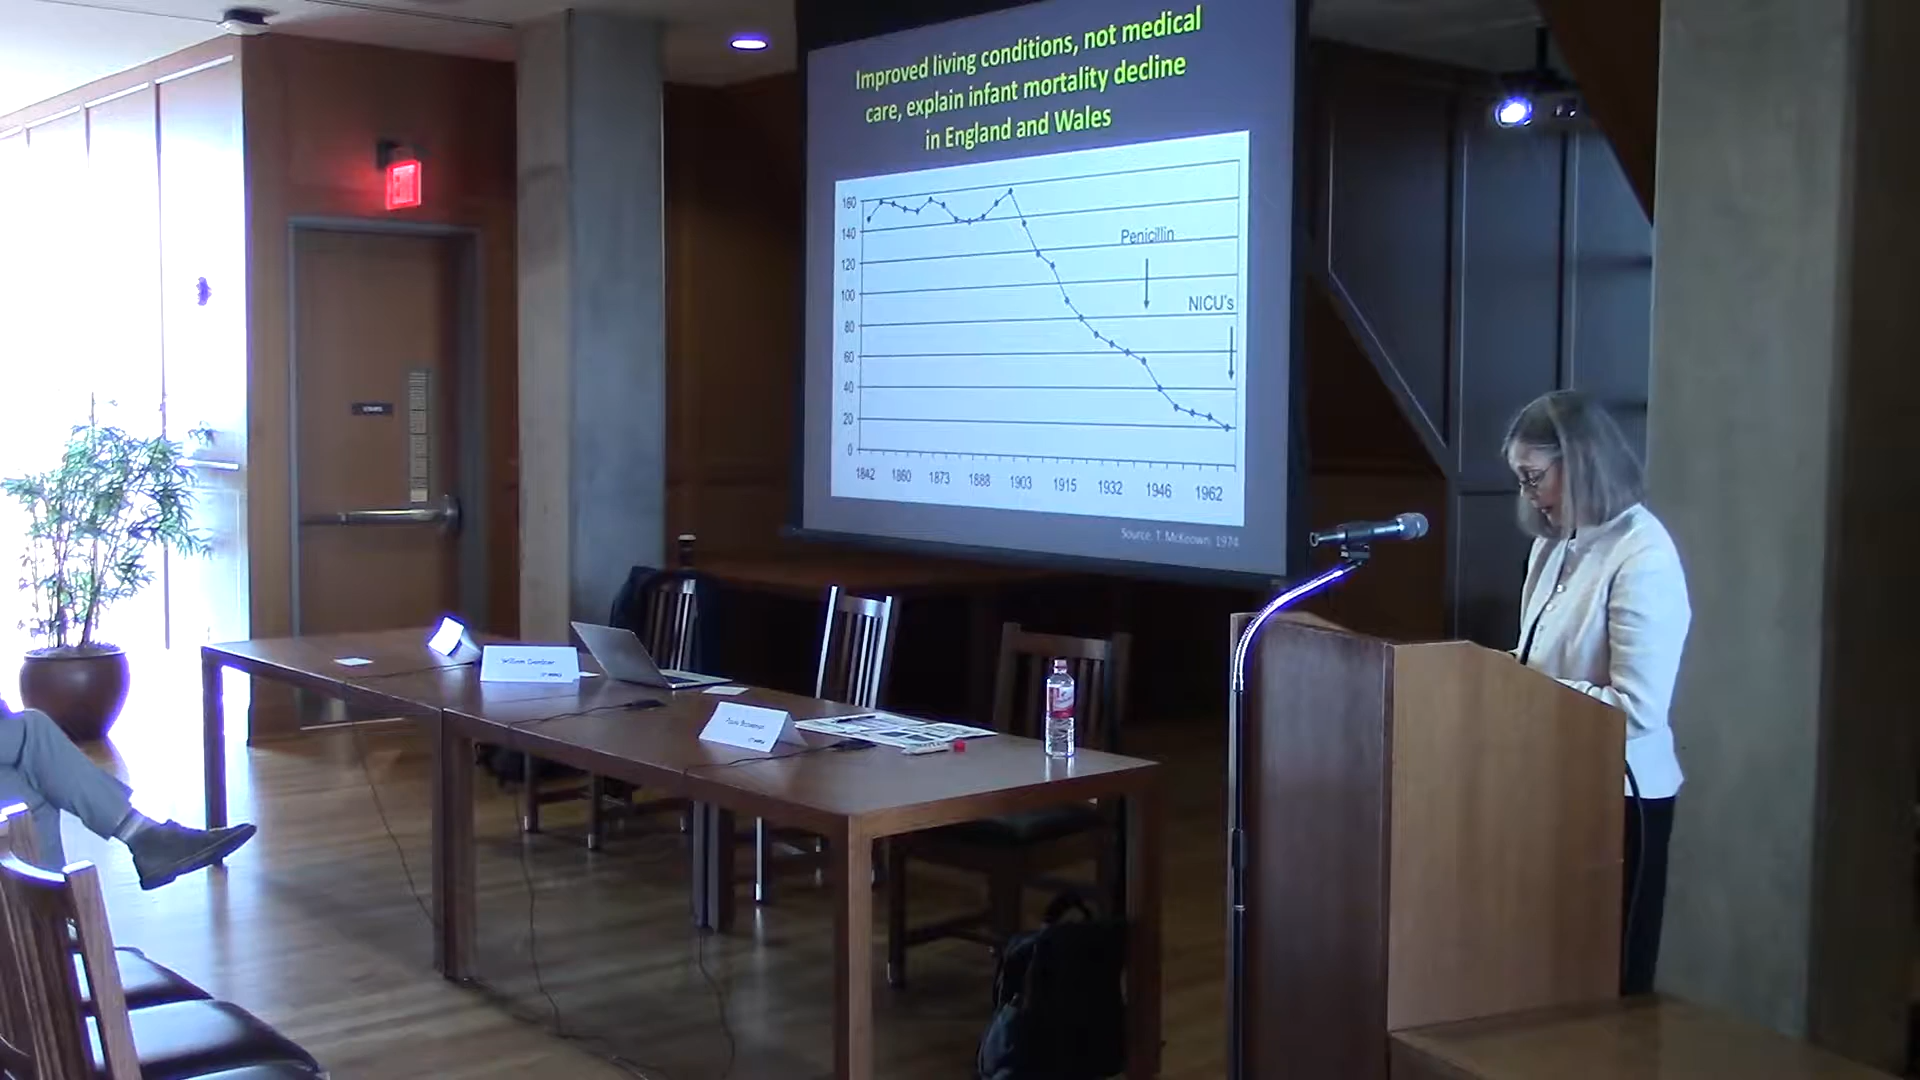 Improved living conditions, not medical
care, explain infant mortality decline
in England and Wales
160
140
120
100
80
60
40
20
0
Penicillin
NICU's
1842 1860 1873 1888 1903 1915 1932 1946 1962
Source. T. McKeown. 1974
EXIT